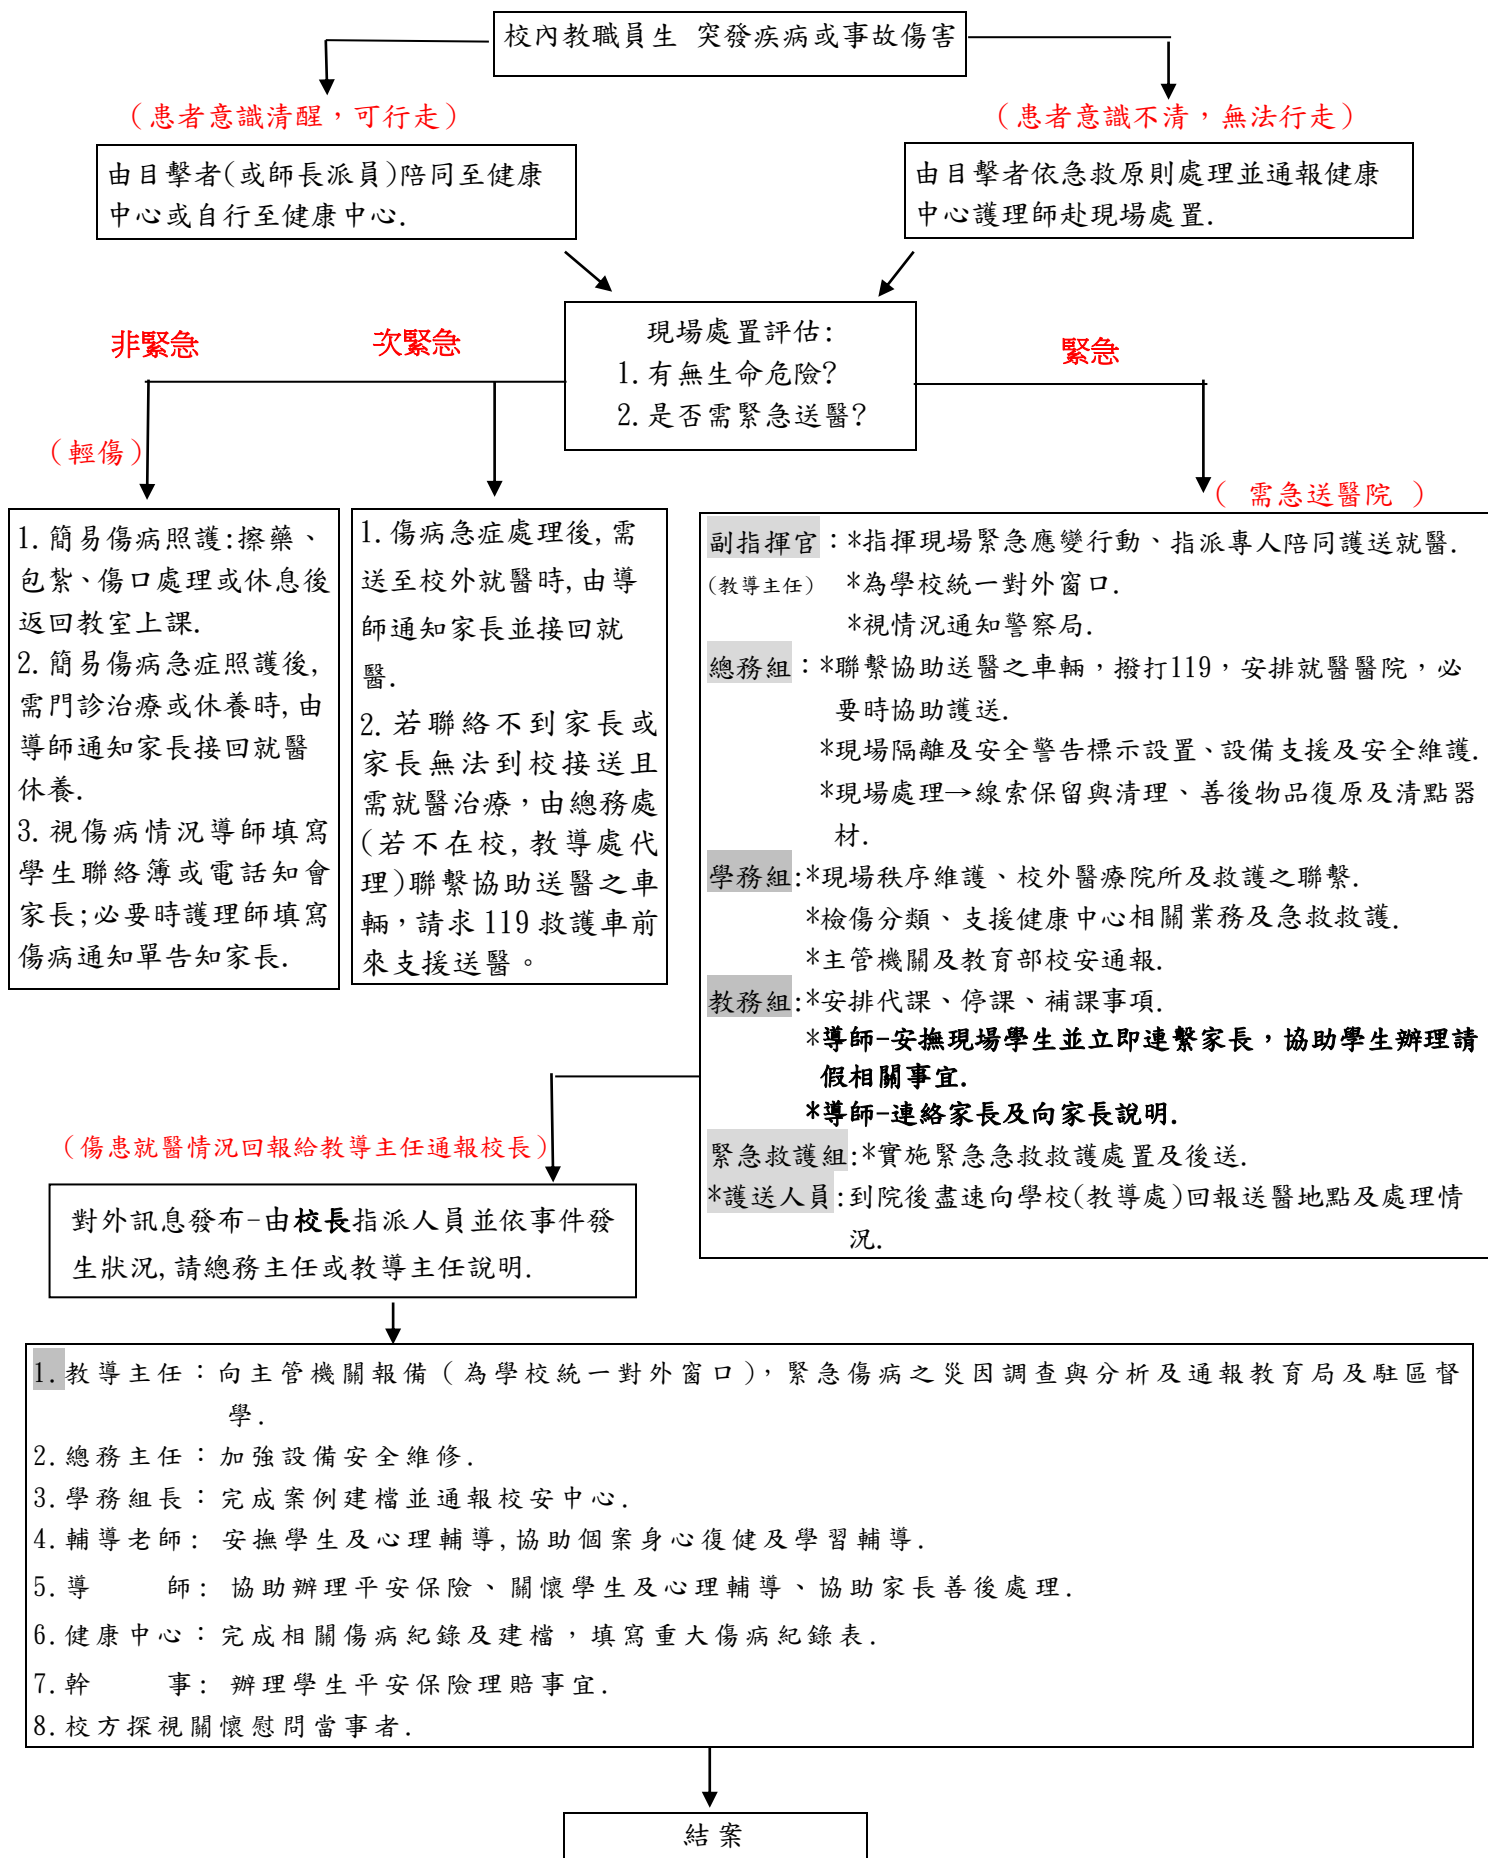 校內教職員生 突發疾病或事故傷害
(患者意識清醒，可行走)
(患者意識不清，無法行走)
由目擊者(或師長派員)陪同至健康
中心或自行至健康中心.
由目擊者依急救原則處理並通報健康
中心護理師赴現場處置.
現場處置評估:
1.有無生命危險?
2.是否需緊急送醫?
非緊急
次緊急
緊急
(輕傷)
( 需急送醫院 )
1.簡易傷病照護:擦藥、
包紮、傷口處理或休息後
返回教室上課.
2.簡易傷病急症照護後,
需門診治療或休養時,由
導師通知家長接回就醫
休養.
3.視傷病情況導師填寫
學生聯絡簿或電話知會
家長;必要時護理師填寫
傷病通知單告知家長.
1.傷病急症處理後,需
送至校外就醫時,由導
師通知家長並接回就
醫.
2.若聯絡不到家長或
家長無法到校接送且
需就醫治療，由總務處
(若不在校,教導處代
理)聯繫協助送醫之車
輛，請求 119 救護車前
來支援送醫。
副指揮官：*指揮現場緊急應變行動、指派專人陪同護送就醫.
(教導主任) *為學校統一對外窗口.
*視情況通知警察局.
總務組：*聯繫協助送醫之車輛，撥打119，安排就醫醫院，必
要時協助護送.
*現場隔離及安全警告標示設置、設備支援及安全維護.
*現場處理→線索保留與清理、善後物品復原及清點器
材.
學務組:*現場秩序維護、校外醫療院所及救護之聯繫.
*檢傷分類、支援健康中心相關業務及急救救護.
*主管機關及教育部校安通報.
教務組:*安排代課、停課、補課事項.
*導師-安撫現場學生並立即連繫家長，協助學生辦理請
假相關事宜.
*導師-連絡家長及向家長說明.
緊急救護組:*實施緊急急救救護處置及後送.
*護送人員:到院後盡速向學校(教導處)回報送醫地點及處理情
況.
(傷患就醫情況回報給教導主任通報校長)
對外訊息發布-由校長指派人員並依事件發
生狀況,請總務主任或教導主任說明.
1.教導主任：向主管機關報備(為學校統一對外窗口)，緊急傷病之災因調查與分析及通報教育局及駐區督
學.
2.總務主任：加強設備安全維修.
3.學務組長：完成案例建檔並通報校安中心.
4.輔導老師: 安撫學生及心理輔導,協助個案身心復健及學習輔導.
5.導 師: 協助辦理平安保險、關懷學生及心理輔導、協助家長善後處理.
6.健康中心：完成相關傷病紀錄及建檔，填寫重大傷病紀錄表.
7.幹 事: 辦理學生平安保險理賠事宜.
8.校方探視關懷慰問當事者.
結案